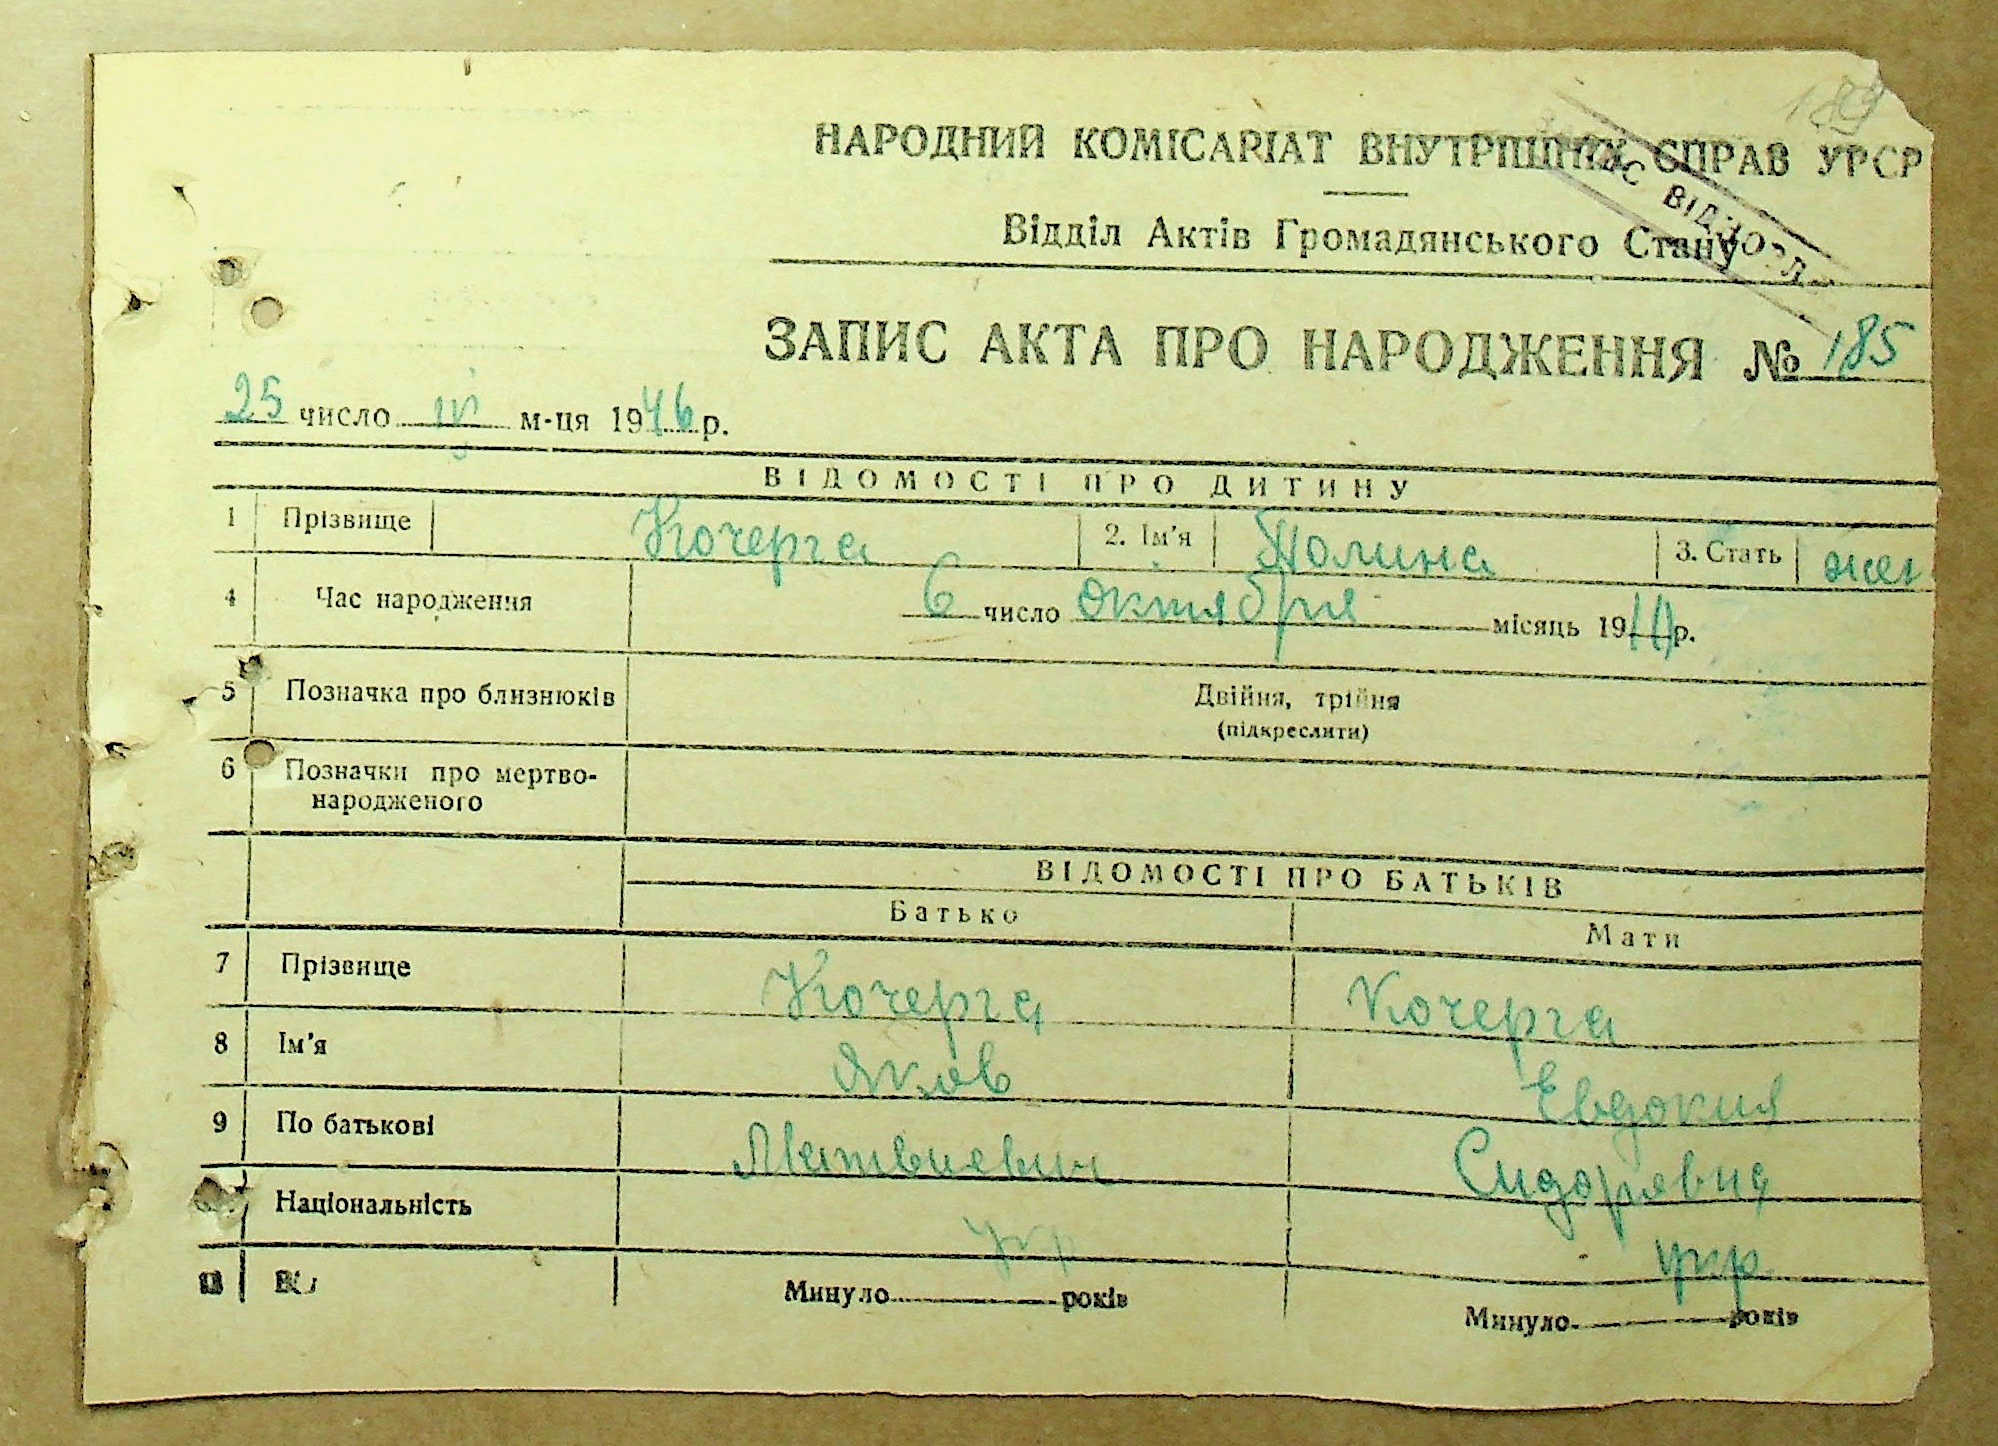 189
НАРОДНИЙ КОМІСАРІАТ ВНУТРІШНІХ СПРАВ УРСР
Відділ Актів Громадянського Стану
ЗАПИС АКТА ПРО НАРОДЖЕННЯ № 185
25 число IV м-ця 1946 р.
ВІДОМОСТІ ПРО ДИТИНУ
1 Прізвище Кочерга 2. Ім'я Полина 3. Стать жен
4 Час народження 6 число октября місяць 19 р.
5 Позначка про близнюків Двійня, трійня
(підкреслити)
6 Позначки про мертво-
народженого
ВІДОМОСТІ ПРО БАТЬКІВ
Батько Мати
7 Прізвище Кочерга Кочерга
8 Ім'я Яков Евдокия
9 По батькові Матвиевич Сидоривна
Національність укр укр.
Минуло років Минуло років